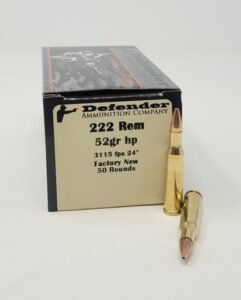 Defender
AMMUNITION COMPANY
222 Rem
52gr hp
3115 fps 24"
Factory New
50 Rounds